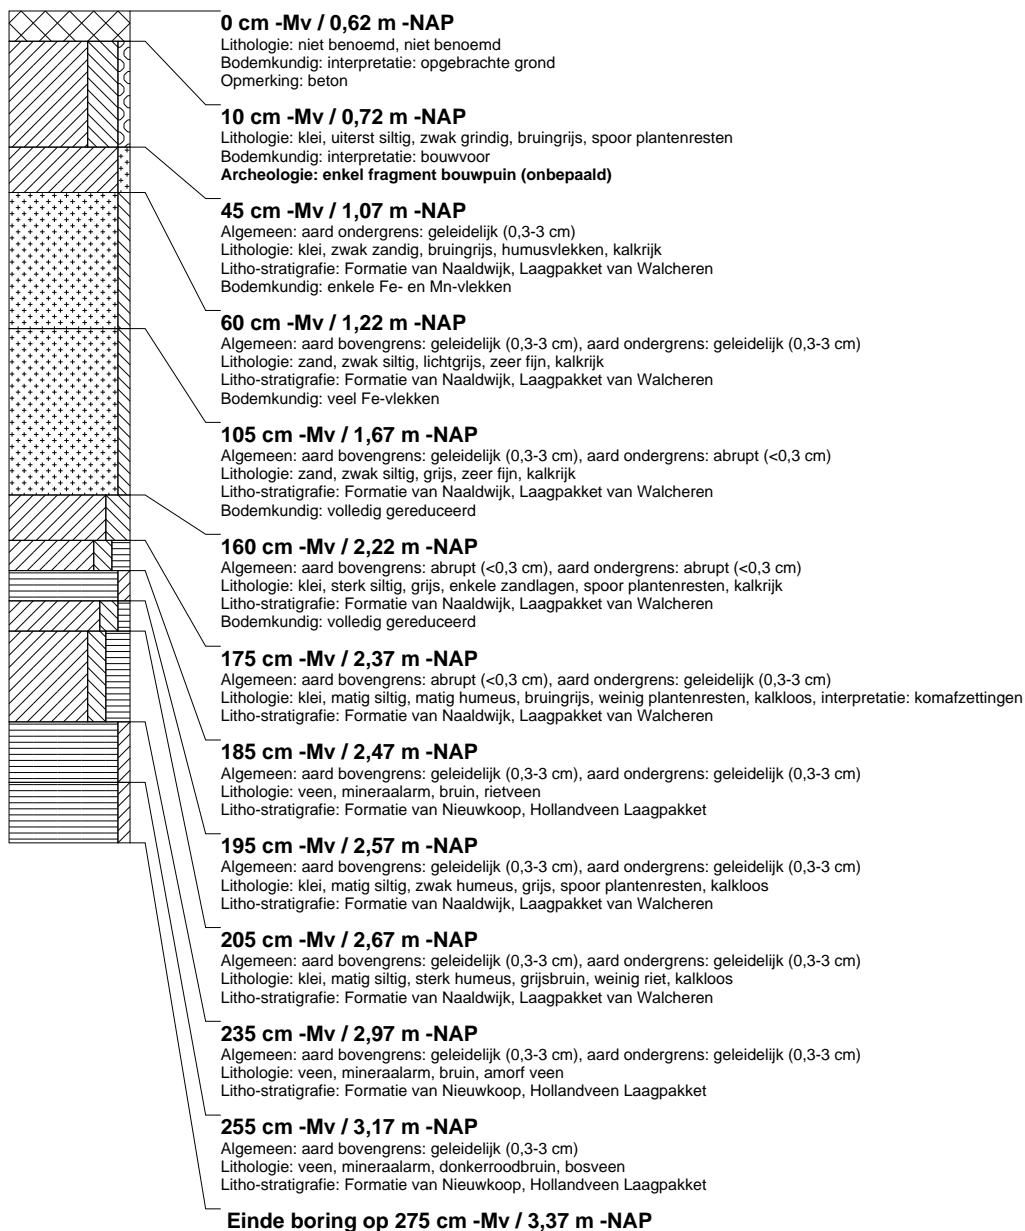 0 cm -Mv / 0,62 m -NAP
Lithologie: niet benoemd, niet benoemd
Bodemkundig: interpretatie: opgebrachte grond
Opmerking: beton
10 cm -Mv / 0,72 m -NAP
Lithologie: klei, uiterst siltig, zwak grindig, bruingrijs, spoor plantenresten
Bodemkundig: interpretatie: bouwvoor
Archeologie: enkel fragment bouwpuin (onbepaald)
45 cm -Mv / 1,07 m -NAP
Algemeen: aard ondergrens: geleidelijk (0,3-3 cm)
Lithologie: klei, zwak zandig, bruingrijs, humusvlekken, kalkrijk
Litho-stratigrafie: Formatie van Naaldwijk, Laagpakket van Walcheren
Bodemkundig: enkele Fe- en Mn-vlekken
60 cm -Mv / 1,22 m -NAP
Algemeen: aard bovengrens: geleidelijk (0,3-3 cm), aard ondergrens: geleidelijk (0,3-3 cm)
Lithologie: zand, zwak siltig, lichtgrijs, zeer fijn, kalkrijk
Litho-stratigrafie: Formatie van Naaldwijk, Laagpakket van Walcheren
Bodemkundig: veel Fe-vlekken
105 cm -Mv / 1,67 m -NAP
Algemeen: aard bovengrens: geleidelijk (0,3-3 cm), aard ondergrens: abrupt (<0,3 cm)
Lithologie: zand, zwak siltig, grijs, zeer fijn, kalkrijk
Litho-stratigrafie: Formatie van Naaldwijk, Laagpakket van Walcheren
Bodemkundig: volledig gereduceerd
160 cm -Mv / 2,22 m -NAP
Algemeen: aard bovengrens: abrupt (<0,3 cm), aard ondergrens: abrupt (<0,3 cm)
Lithologie: klei, sterk siltig, grijs, enkele zandlagen, spoor plantenresten, kalkrijk
Litho-stratigrafie: Formatie van Naaldwijk, Laagpakket van Walcheren
Bodemkundig: volledig gereduceerd
175 cm -Mv / 2,37 m -NAP
Algemeen: aard bovengrens: abrupt (<0,3 cm), aard ondergrens: geleidelijk (0,3-3 cm)
Lithologie: klei, matig siltig, matig humeus, bruingrijs, weinig plantenresten, kalkloos, interpretatie: komafzettingen
Litho-stratigrafie: Formatie van Naaldwijk, Laagpakket van Walcheren
185 cm -Mv / 2,47 m -NAP
Algemeen: aard bovengrens: geleidelijk (0,3-3 cm), aard ondergrens: geleidelijk (0,3-3 cm)
Lithologie: veen, mineraalarm, bruin, rietveen
Litho-stratigrafie: Formatie van Nieuwkoop, Hollandveen Laagpakket
195 cm -Mv / 2,57 m -NAP
Algemeen: aard bovengrens: geleidelijk (0,3-3 cm), aard ondergrens: geleidelijk (0,3-3 cm)
Lithologie: klei, matig siltig, zwak humeus, grijs, spoor plantenresten, kalkloos
Litho-stratigrafie: Formatie van Naaldwijk, Laagpakket van Walcheren
205 cm -Mv / 2,67 m -NAP
Algemeen: aard bovengrens: geleidelijk (0,3-3 cm), aard ondergrens: geleidelijk (0,3-3 cm)
Lithologie: klei, matig siltig, sterk humeus, grijsbruin, weinig riet, kalkloos
Litho-stratigrafie: Formatie van Naaldwijk, Laagpakket van Walcheren
235 cm -Mv / 2,97 m -NAP
Algemeen: aard bovengrens: geleidelijk (0,3-3 cm), aard ondergrens: geleidelijk (0,3-3 cm)
Lithologie: veen, mineraalarm, bruin, amorf veen
Litho-stratigrafie: Formatie van Nieuwkoop, Hollandveen Laagpakket
255 cm -Mv / 3,17 m -NAP
Algemeen: aard bovengrens: geleidelijk (0,3-3 cm)
Lithologie: veen, mineraalarm, donkerroodbruin, bosveen
Litho-stratigrafie: Formatie van Nieuwkoop, Hollandveen Laagpakket
Einde boring op 275 cm -Mv / 3,37 m -NAP